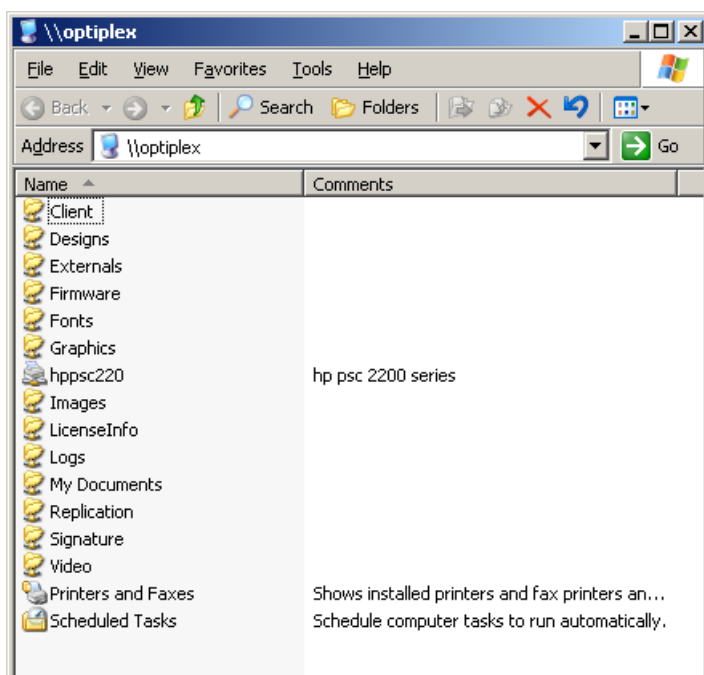 \\optiplex
File Edit View Favorites Tools Help
Back Search Folders
Address \\optiplex Go
Name Comments
Client
Designs
Externals
Firmware
Fonts
Graphics
hppsc220 hp psc 2200 series
Images
LicenseInfo
Logs
My Documents
Replication
Signature
Video
Printers and Faxes Shows installed printers and fax printers an...
Scheduled Tasks Schedule computer tasks to run automatically.